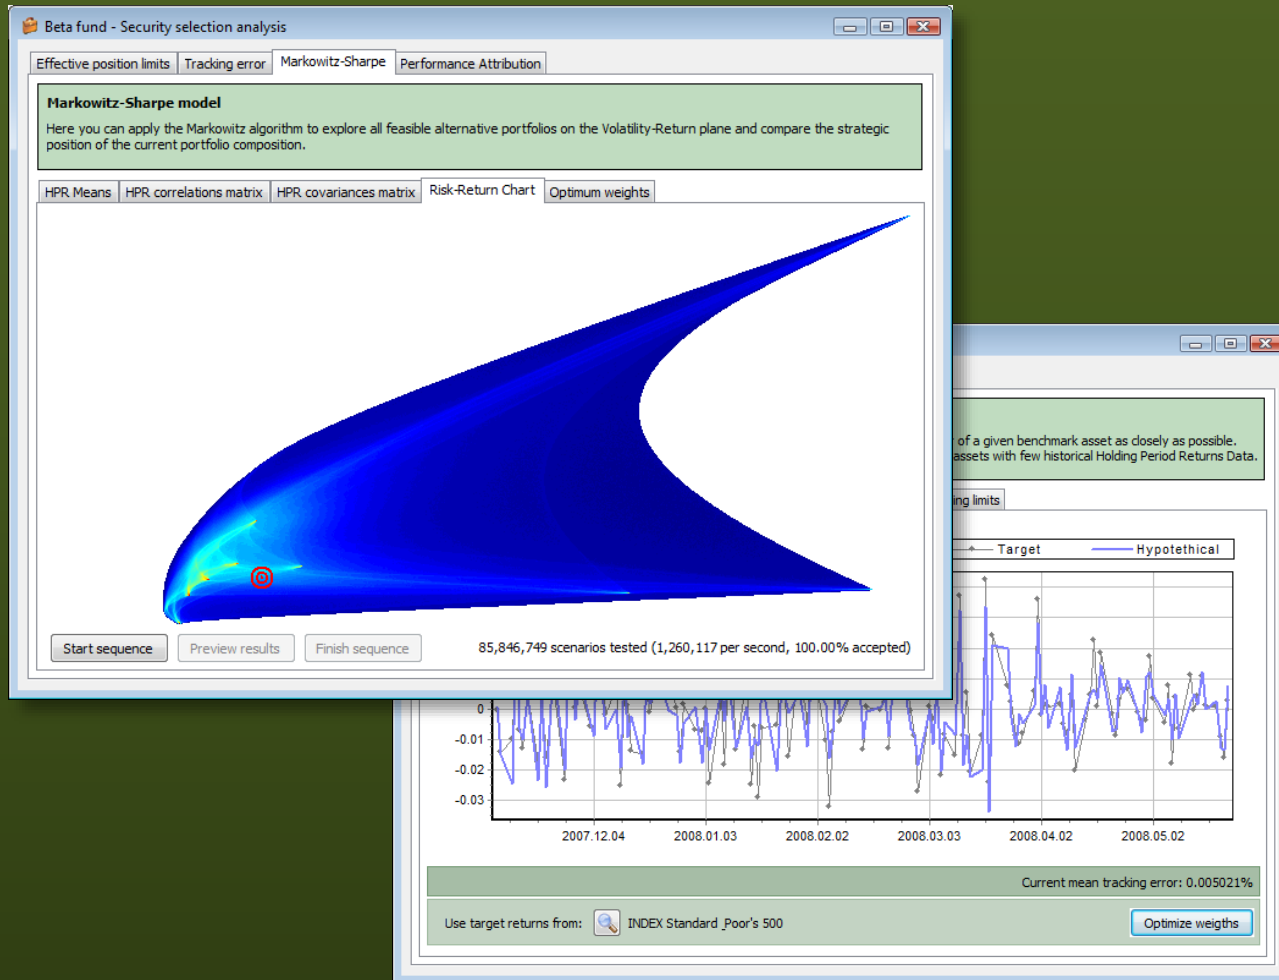 Beta fund - Security selection analysis
Effective position limits Tracking error Markowitz-Sharpe Performance Attribution
Markowitz-Sharpe model
Here you can apply the Markowitz algorithm to explore all feasible alternative portfolios on the Volatility-Return plane and compare the strategic
position of the current portfolio composition.
HPR Means HPR correlations matrix HPR covariances matrix Risk-Return Chart Optimum weights
Start sequence Preview results Finish sequence 85,846,749 scenarios tested (1,260,117 per second, 100.00% accepted)
of a given benchmark asset as closely as possible.
assets with few historical Holding Period Returns Data.
ing limits
Target Hypotethical
0
-0.01
-0.02
-0.03
2007.12.04 2008.01.03 2008.02.02 2008.03.03 2008.04.02 2008.05.02
Current mean tracking error: 0.005021%
Use target returns from: INDEX Standard _Poor's 500 Optimize weigths